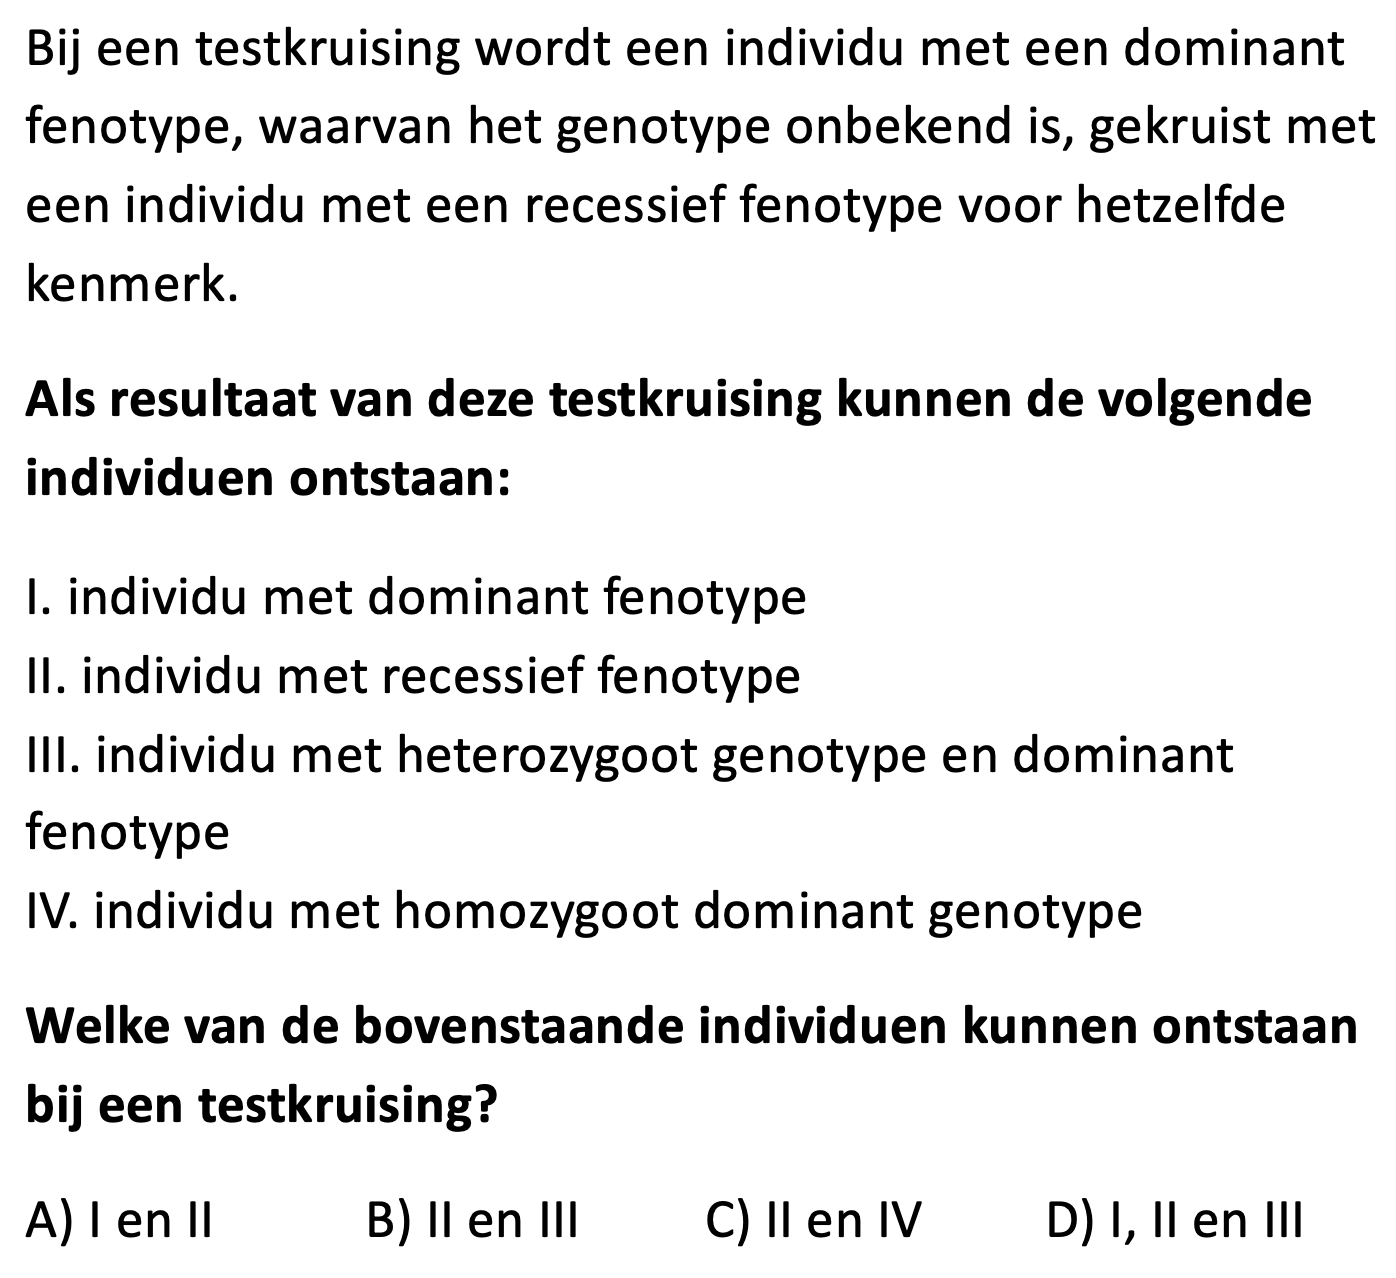 Bij een testkruising wordt een individu met een dominant
fenotype, waarvan het genotype onbekend is, gekruist met
een individu met een recessief fenotype voor hetzelfde
kenmerk.
Als resultaat van deze testkruising kunnen de volgende
individuen ontstaan:
I. individu met dominant fenotype
II. individu met recessief fenotype
III. individu met heterozygoot genotype en dominant
fenotype
IV. individu met homozygoot dominant genotype
Welke van de bovenstaande individuen kunnen ontstaan
bij een testkruising?
A) I en II B) II en III C) II en IV D) I, II en III